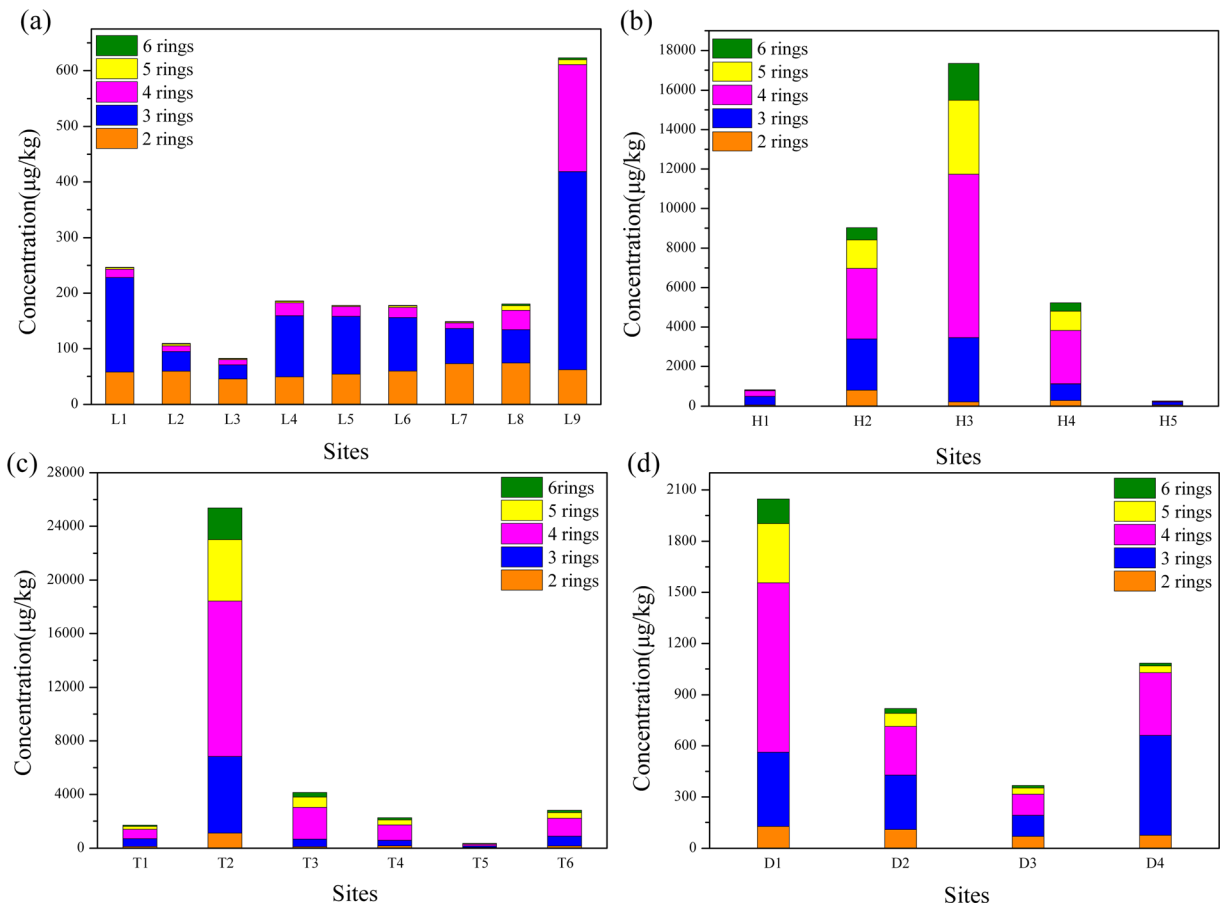 (a)
6 rings
5 rings
4 rings
3 rings
2 rings
600
500
400
300
200
100
0
Concentration(μg/kg)
L1 L2 L3 L4 L5 L6 L7 L8 L9
Sites
(b)
6 rings
5 rings
4 rings
3 rings
2 rings
18000
16000
14000
12000
10000
8000
6000
4000
2000
0
Concentration(μg/kg)
H1 H2 H3 H4 H5
Sites
(c)
6rings
5 rings
4 rings
3 rings
2 rings
28000
24000
20000
16000
12000
8000
4000
0
Concentration(μg/kg)
T1 T2 T3 T4 T5 T6
Sites
(d)
6 rings
5 rings
4 rings
3 rings
2 rings
2100
1800
1500
1200
900
600
300
0
Concentration(μg/kg)
D1 D2 D3 D4
Sites